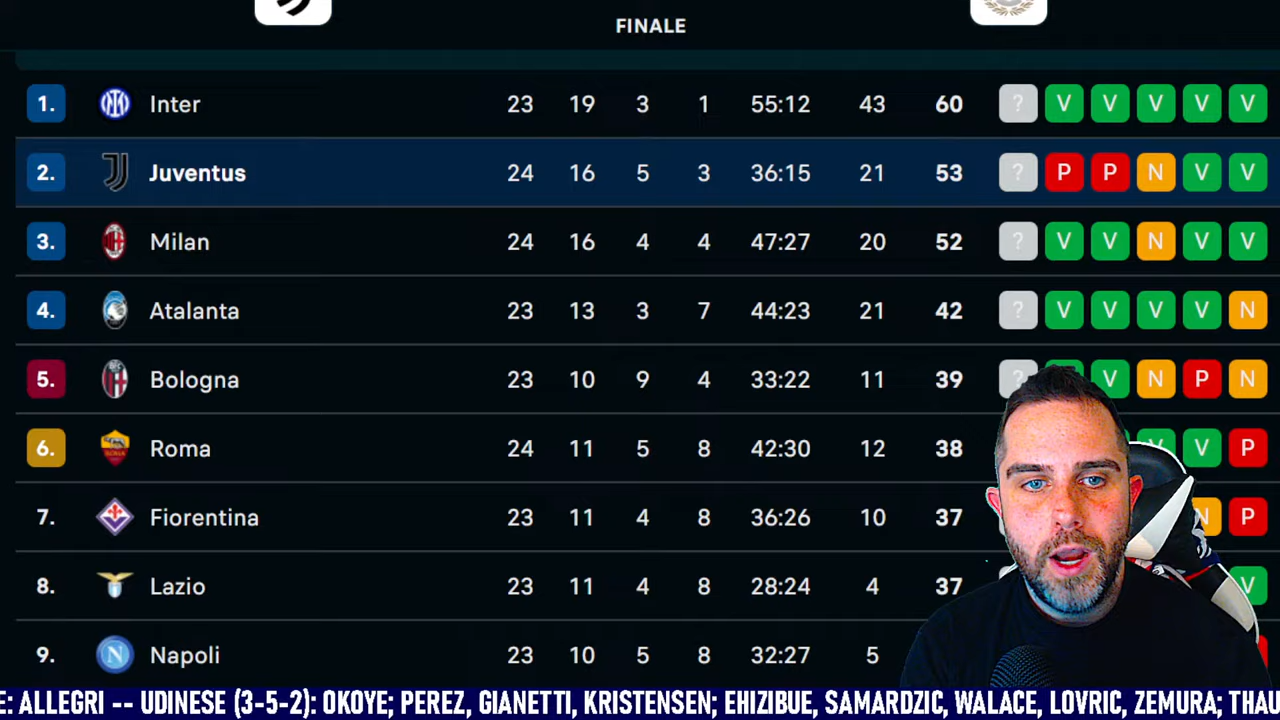 FINALE
1. Inter 23 19 3 1 55:12 43 60 ? V V V V V
2. Juventus 24 16 5 3 36:15 21 53 ? P P N V V
3. Milan 24 16 4 4 47:27 20 52 ? V V N V V
4. Atalanta 23 13 3 7 44:23 21 42 ? V V V V N
5. Bologna 23 10 9 4 33:22 11 39 ? V N P N
6. Roma 24 11 5 8 42:30 12 38 V V P
7. Fiorentina 23 11 4 8 36:26 10 37 N P
8. Lazio 23 11 4 8 28:24 4 37 V
9. Napoli 23 10 5 8 32:27 5
E: ALLEGRI -- UDINESE (3-5-2): OKOYE; PEREZ, GIANETTI, KRISTENSEN; EHIZIBUE, SAMARDZIC, WALACE, LOVRIC, ZEMURA; THAU